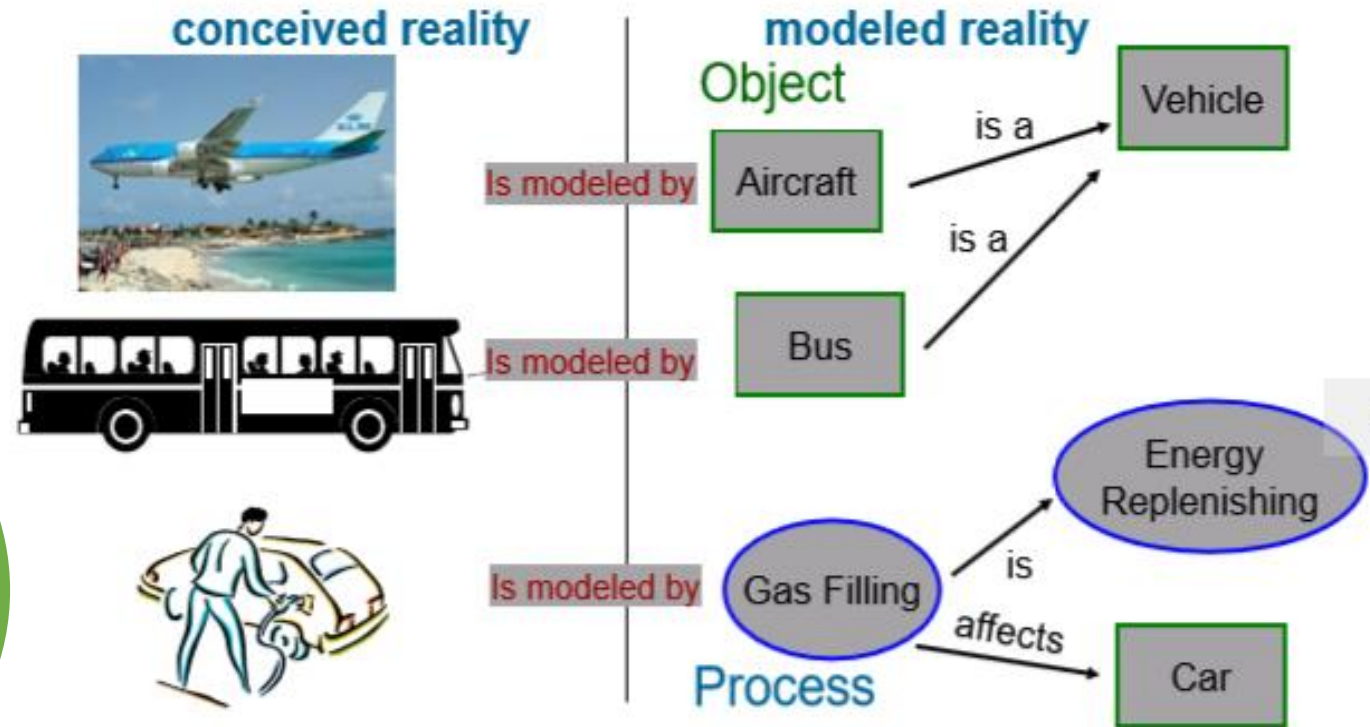 conceived reality
modeled reality
Object
Vehicle
is a
Is modeled by
Aircraft
is a
Is modeled by
Bus
Energy
Replenishing
is
Is modeled by
Gas Filling
affects
Car
Process